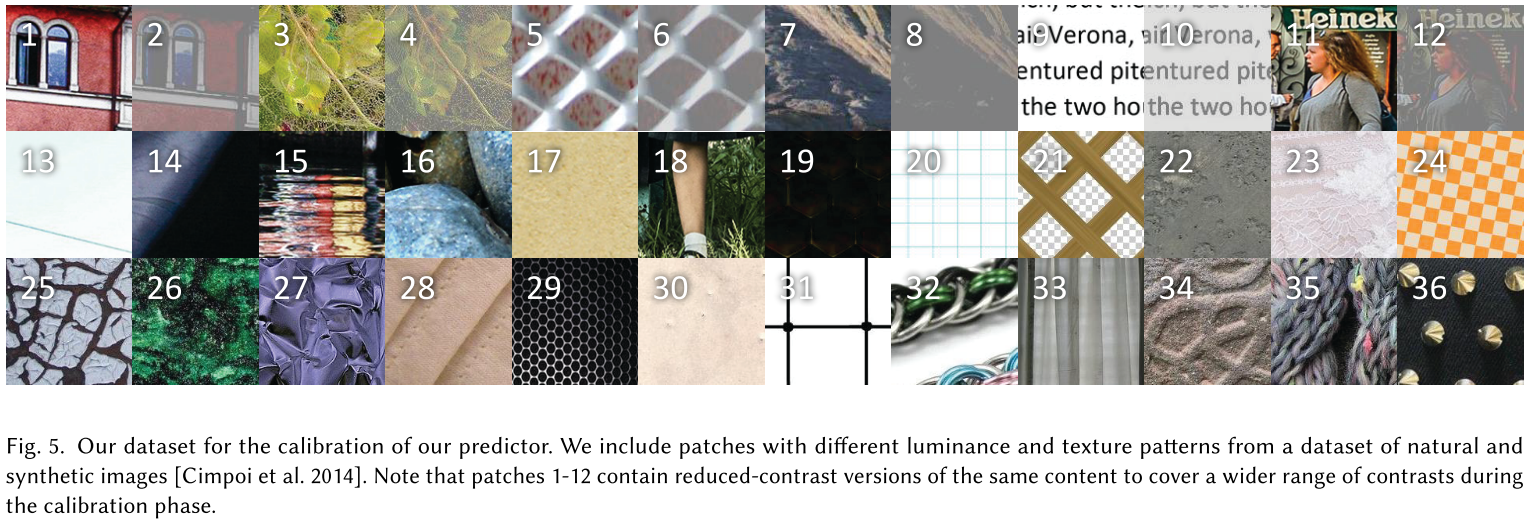 1 2 3 4 5 6 7 8 9 10 11 12
Heinek Heinek
air Verona, air Verona,
entured pite entured pite
the two ho the two ho
13 14 15 16 17 18 19 20 21 22 23 24
25 26 27 28 29 30 31 32 33 34 35 36
Fig. 5. Our dataset for the calibration of our predictor. We include patches with different luminance and texture patterns from a dataset of natural and
synthetic images [Cimpoi et al. 2014]. Note that patches 1-12 contain reduced-contrast versions of the same content to cover a wider range of contrasts during
the calibration phase.